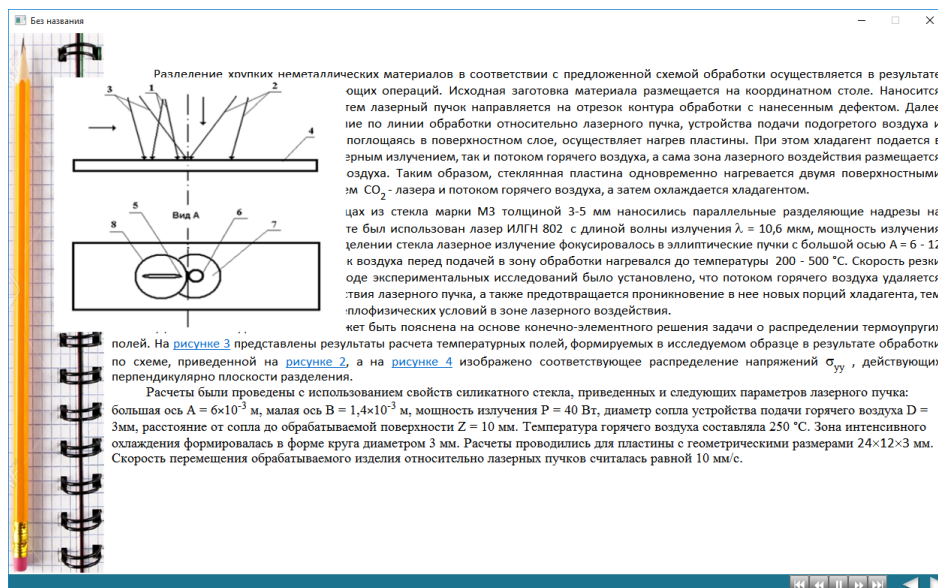 Без названия
Разделение хрупких неметаллических материалов в соответствии с предложенной схемой обработки осуществляется в результате
ющих операций. Исходная заготовка материала размещается на координатном столе. Наносится
тем лазерный пучок направляется на отрезок контура обработки с нанесенным дефектом. Далее
ие по линии обработки относительно лазерного пучка, устройства подачи подогретого воздуха и
поглощаясь в поверхностном слое, осуществляет нагрев пластины. При этом хладагент подается в
ерным излучением, так и потоком горячего воздуха, а сама зона лазерного воздействия размещается
оздуха. Таким образом, стеклянная пластина одновременно нагревается двумя поверхностными
ем CO2 - лазера и потоком горячего воздуха, а затем охлаждается хладагентом.
3 1 2
4
5 Вид А 6
8 7
цах из стекла марки М3 толщиной 3-5 мм наносились параллельные разделяющие надрезы на
те был использован лазер ИЛГН 802 с длиной волны излучения λ = 10,6 мкм, мощность излучения
делении стекла лазерное излучение фокусировалось в эллиптические пучки с большой осью А = 6 - 12
к воздуха перед подачей в зону обработки нагревался до температуры 200 - 500 °С. Скорость резки
оде экспериментальных исследований было установлено, что потоком горячего воздуха удаляется
твия лазерного пучка, а также предотвращается проникновение в нее новых порций хладагента, тем
еплофизических условий в зоне лазерного воздействия.
жет быть пояснена на основе конечно-элементного решения задачи о распределении термоупругих
полей. На рисунке 3 представлены результаты расчета температурных полей, формируемых в исследуемом образце в результате обработки
по схеме, приведенной на рисунке 2, а на рисунке 4 изображено соответствующее распределение напряжений σyy , действующих
перпендикулярно плоскости разделения.
Расчеты были проведены с использованием свойств силикатного стекла, приведенных и следующих параметров лазерного пучка:
большая ось A = 6×10-3 м, малая ось B = 1,4×10-3 м, мощность излучения P = 40 Вт, диаметр сопла устройства подачи горячего воздуха D =
3мм, расстояние от сопла до обрабатываемой поверхности Z = 10 мм. Температура горячего воздуха составляла 250 °С. Зона интенсивного
охлаждения формировалась в форме круга диаметром 3 мм. Расчеты проводились для пластины с геометрическими размерами 24×12×3 мм.
Скорость перемещения обрабатываемого изделия относительно лазерных пучков считалась равной 10 мм/с.